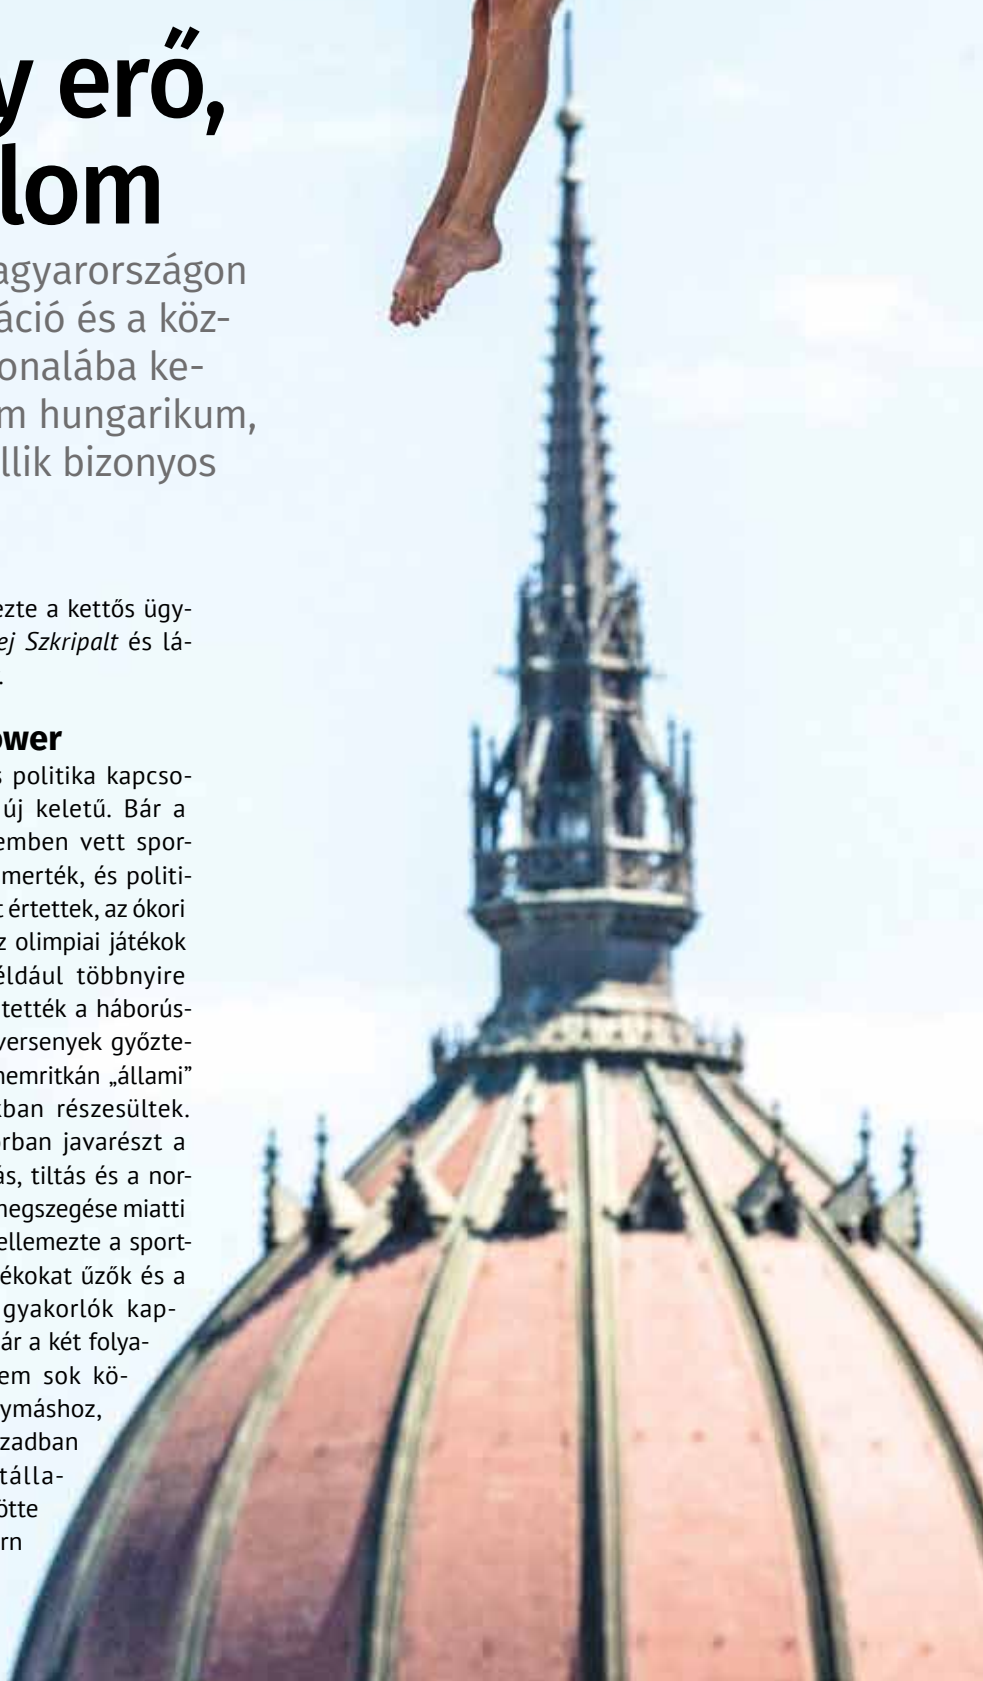 y erő,
lom
agyarországon
áció és a köz-
onalába ke-
m hungarikum,
llik bizonyos
ezte a kettős ügy-
ej Szkripalt és lá-
.
ower
s politika kapcso-
új keletű. Bár a
emben vett spor-
merték, és politi-
t értettek, az ókori
z olimpiai játékok
éldául többnyire
tették a háborús-
versenyek győzte-
nemritkán „állami”
kban részesültek.
orban javarészt a
ás, tiltás és a nor-
megszegése miatti
ellemezte a sport-
ékokat űzők és a
gyakorlók kap-
ár a két folya-
em sok kö-
ymáshoz,
zadban
tálla-
ötte
rn